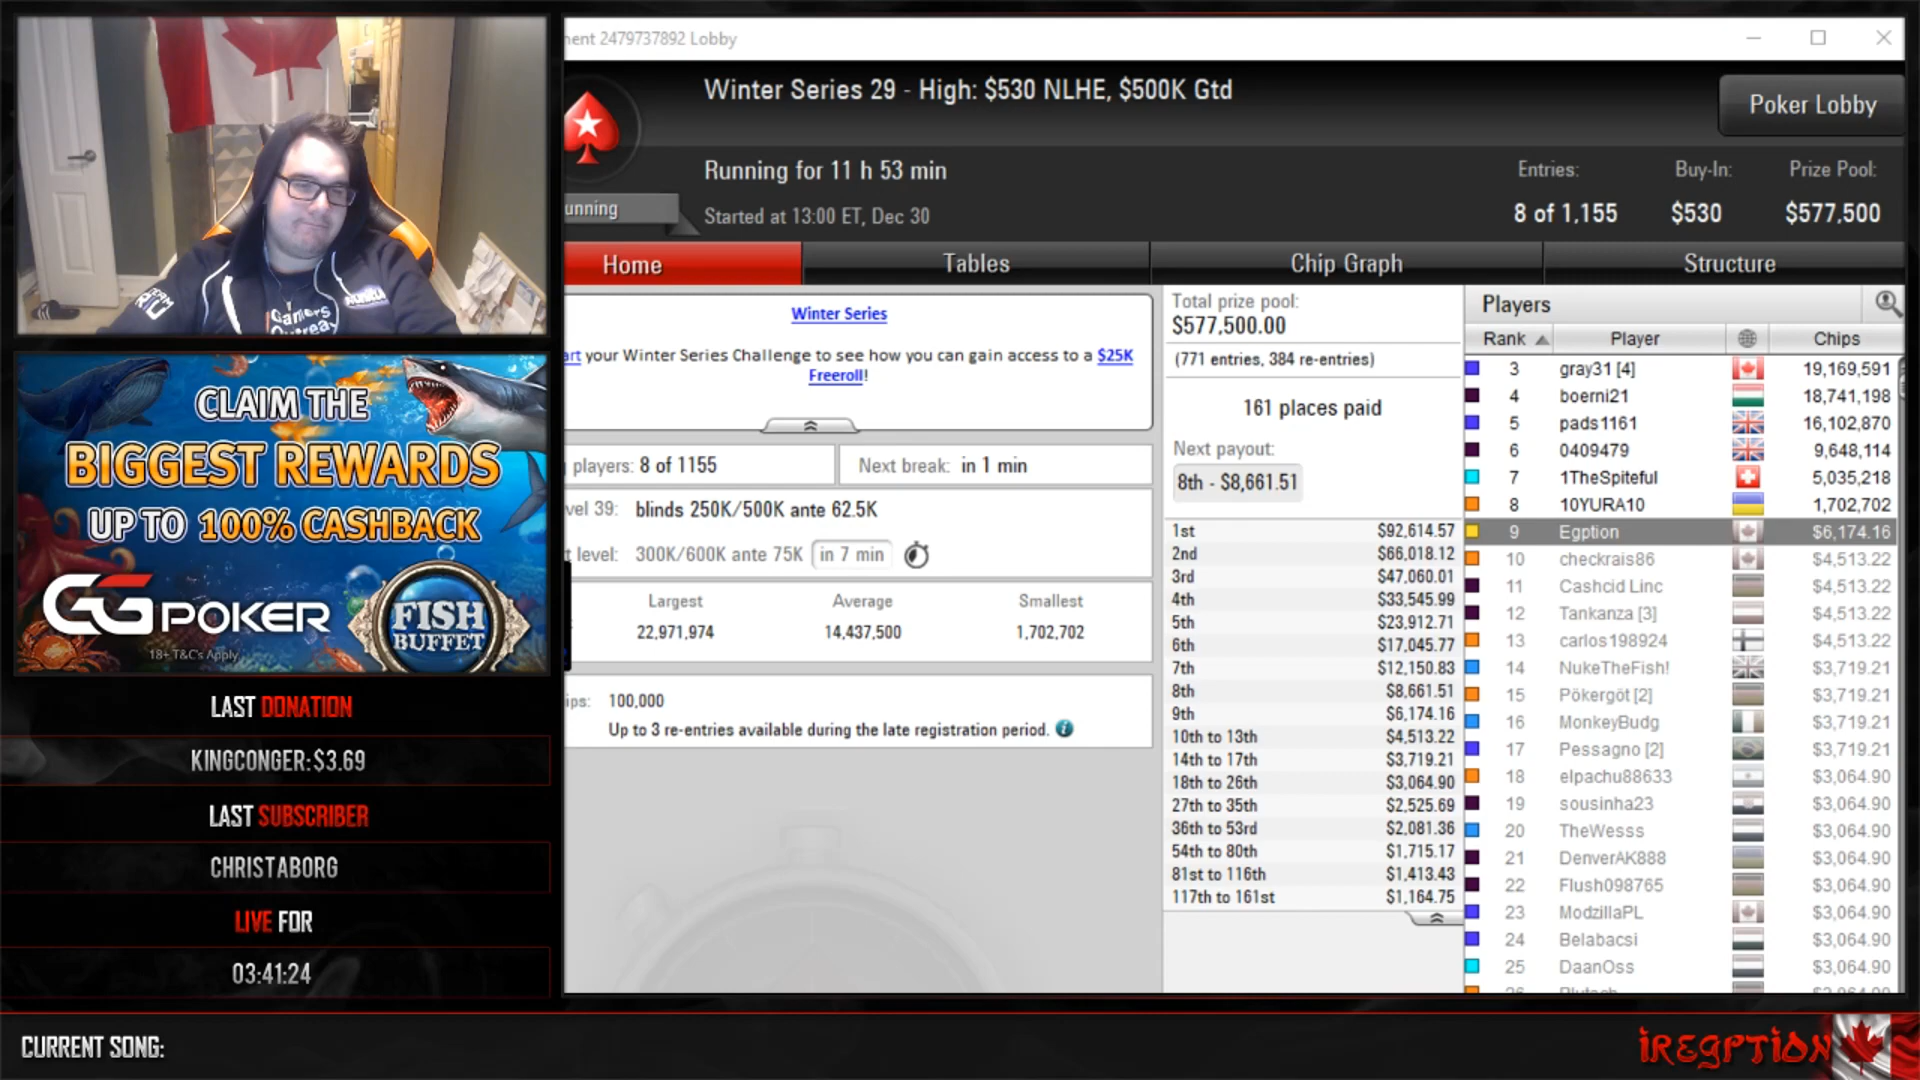 nent 2479737892 Lobby
Winter Series 29 - High: $530 NLHE, $500K Gtd
Poker Lobby
Running for 11 h 53 min
Entries: Buy-In: Prize Pool:
unning
Started at 13:00 ET, Dec 30
8 of 1,155 $530 $577,500
Home Tables Chip Graph Structure
Winter Series
art your Winter Series Challenge to see how you can gain access to a $25K
Freeroll!
players: 8 of 1155
Next break: in 1 min
vel 39: blinds 250K/500K ante 62.5K
t level: 300K/600K ante 75K in 7 min
Largest Average Smallest
22,971,974 14,437,500 1,702,702
ips: 100,000
Up to 3 re-entries available during the late registration period.
Total prize pool:
$577,500.00
(771 entries, 384 re-entries)
161 places paid
Next payout:
8th - $8,661.51
1st $92,614.57
2nd $66,018.12
3rd $47,060.01
4th $33,545.99
5th $23,912.71
6th $17,045.77
7th $12,150.83
8th $8,661.51
9th $6,174.16
10th to 13th $4,513.22
14th to 17th $3,719.21
18th to 26th $3,064.90
27th to 35th $2,525.69
36th to 53rd $2,081.36
54th to 80th $1,715.17
81st to 116th $1,413.43
117th to 161st $1,164.75
Players
Rank Player Chips
3 gray31 [4] 19,169,591
4 boerni21 18,741,198
5 pads1161 16,102,870
6 0409479 9,648,114
7 1TheSpiteful 5,035,218
8 10YURA10 1,702,702
9 Egption $6,174.16
10 checkrais86 $4,513.22
11 Cashcid Linc $4,513.22
12 Tankanza [3] $4,513.22
13 carlos198924 $4,513.22
14 NukeTheFish! $3,719.21
15 Pökergöt [2] $3,719.21
16 MonkeyBudg $3,719.21
17 Pessagno [2] $3,719.21
18 elpachu88633 $3,064.90
19 sousinha23 $3,064.90
20 TheWesss $3,064.90
21 DenverAK888 $3,064.90
22 Flush098765 $3,064.90
23 ModzillaPL $3,064.90
24 Belabacsi $3,064.90
25 DaanOss $3,064.90
TEAM
Gamers
Outreach
CLAIM THE
BIGGEST REWARDS
UP TO 100% CASHBACK
GGPOKER
FISH
BUFFET
18+ T&C's Apply
LAST DONATION
KINGCONGER:$3.69
LAST SUBSCRIBER
CHRISTABORG
LIVE FOR
03:41:24
CURRENT SONG:
IREGPTION